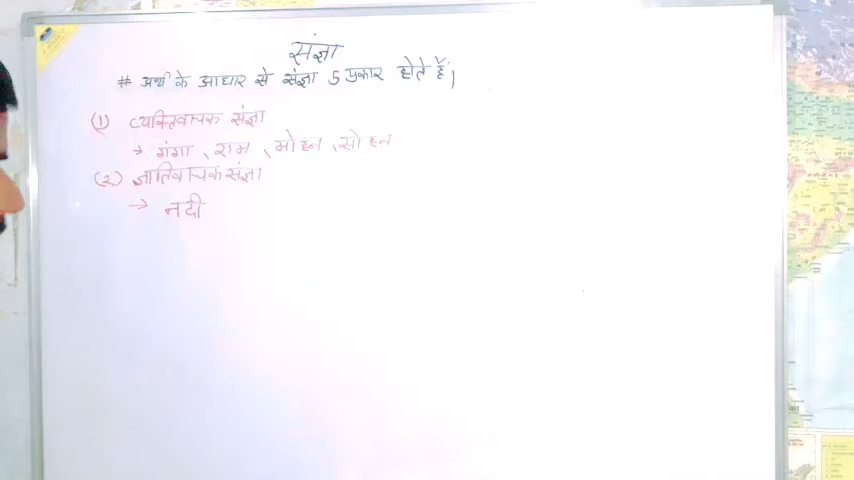 संज्ञा
# अर्थ के आधार से संज्ञा 5 प्रकार होते हैं।
(1) व्यक्तिवाचक संज्ञा
→ गंगा, राम, मोहन, सोहन
(2) जातिवाचक संज्ञा
→ नदी